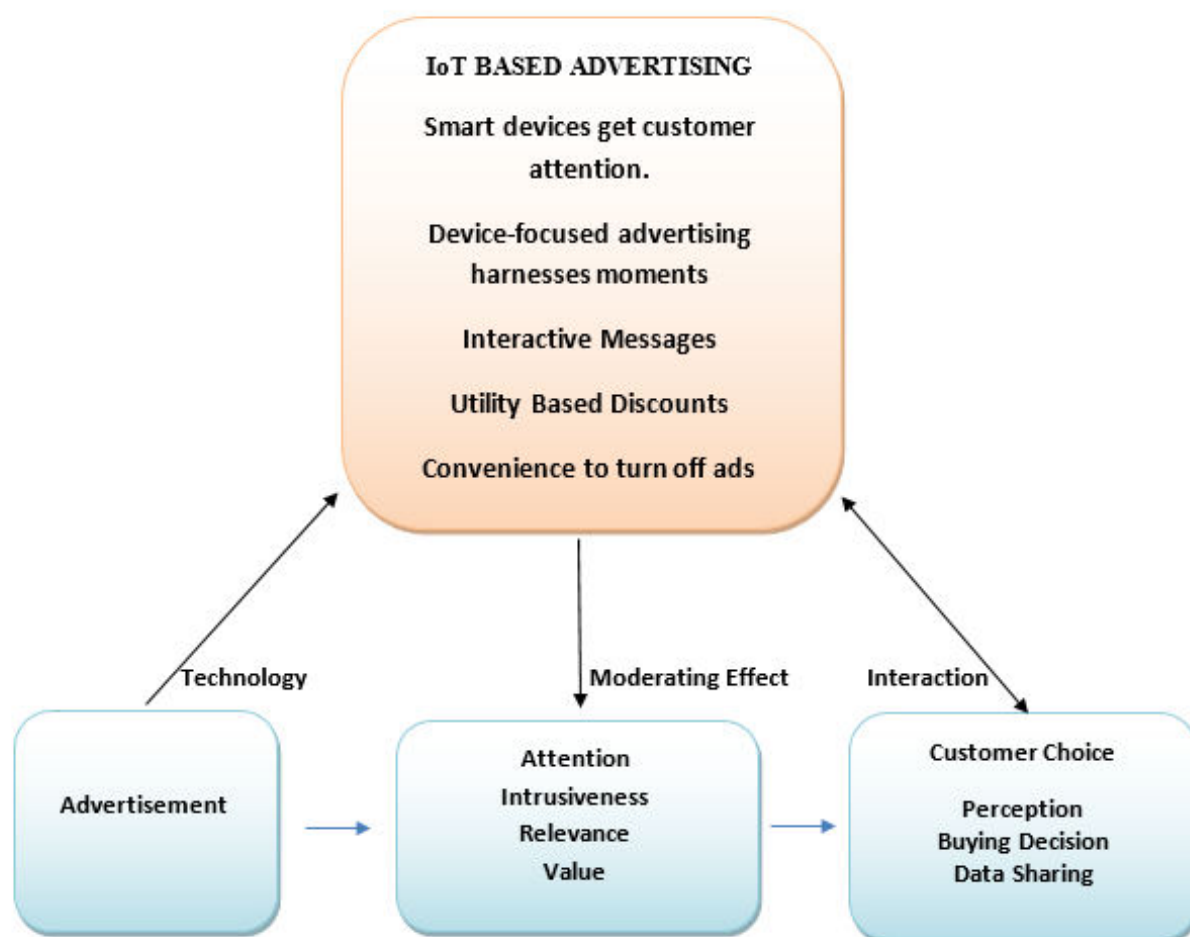 IoT BASED ADVERTISING
Smart devices get customer
attention.
Device-focused advertising
harnesses moments
Interactive Messages
Utility Based Discounts
Convenience to turn off ads
Technology
Moderating Effect
Interaction
Advertisement
Attention
Intrusiveness
Relevance
Value
Customer Choice
Perception
Buying Decision
Data Sharing